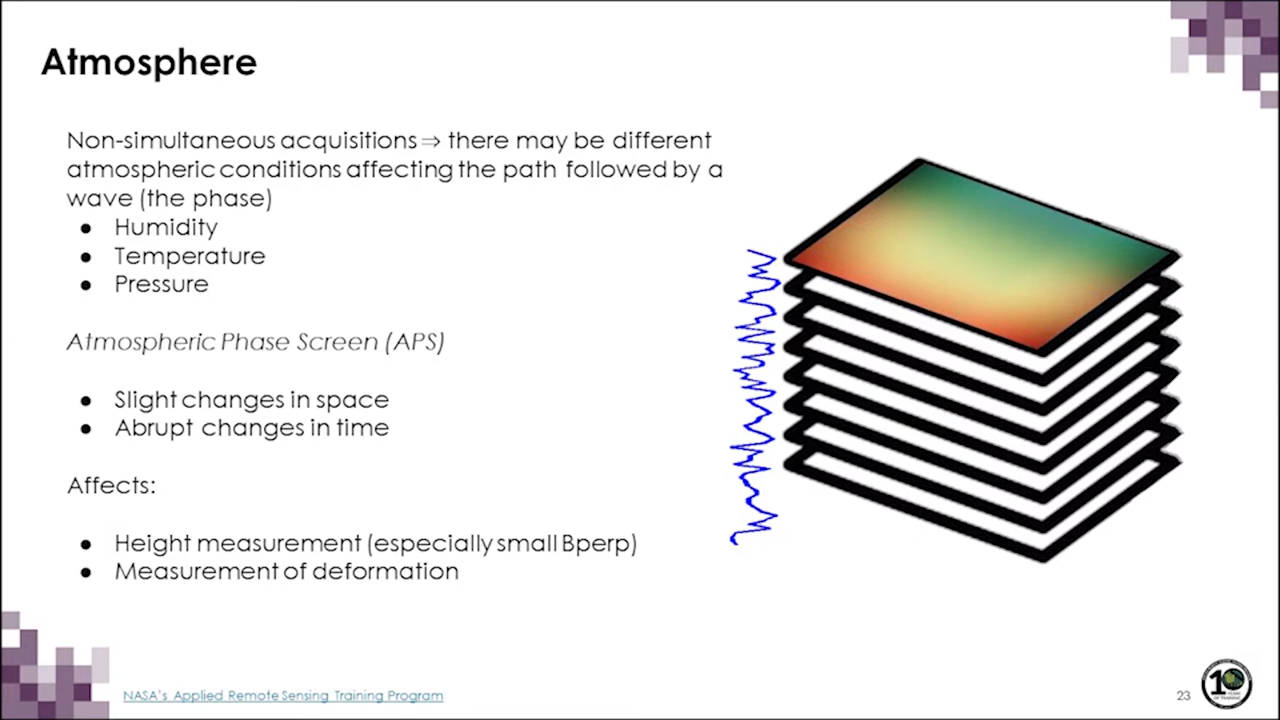 Atmosphere
Non-simultaneous acquisitions ⇒ there may be different
atmospheric conditions affecting the path followed by a
wave (the phase)
● Humidity
● Temperature
● Pressure
Atmospheric Phase Screen (APS)
● Slight changes in space
● Abrupt changes in time
Affects:
● Height measurement (especially small Bperp)
● Measurement of deformation
NASA's Applied Remote Sensing Training Program
23